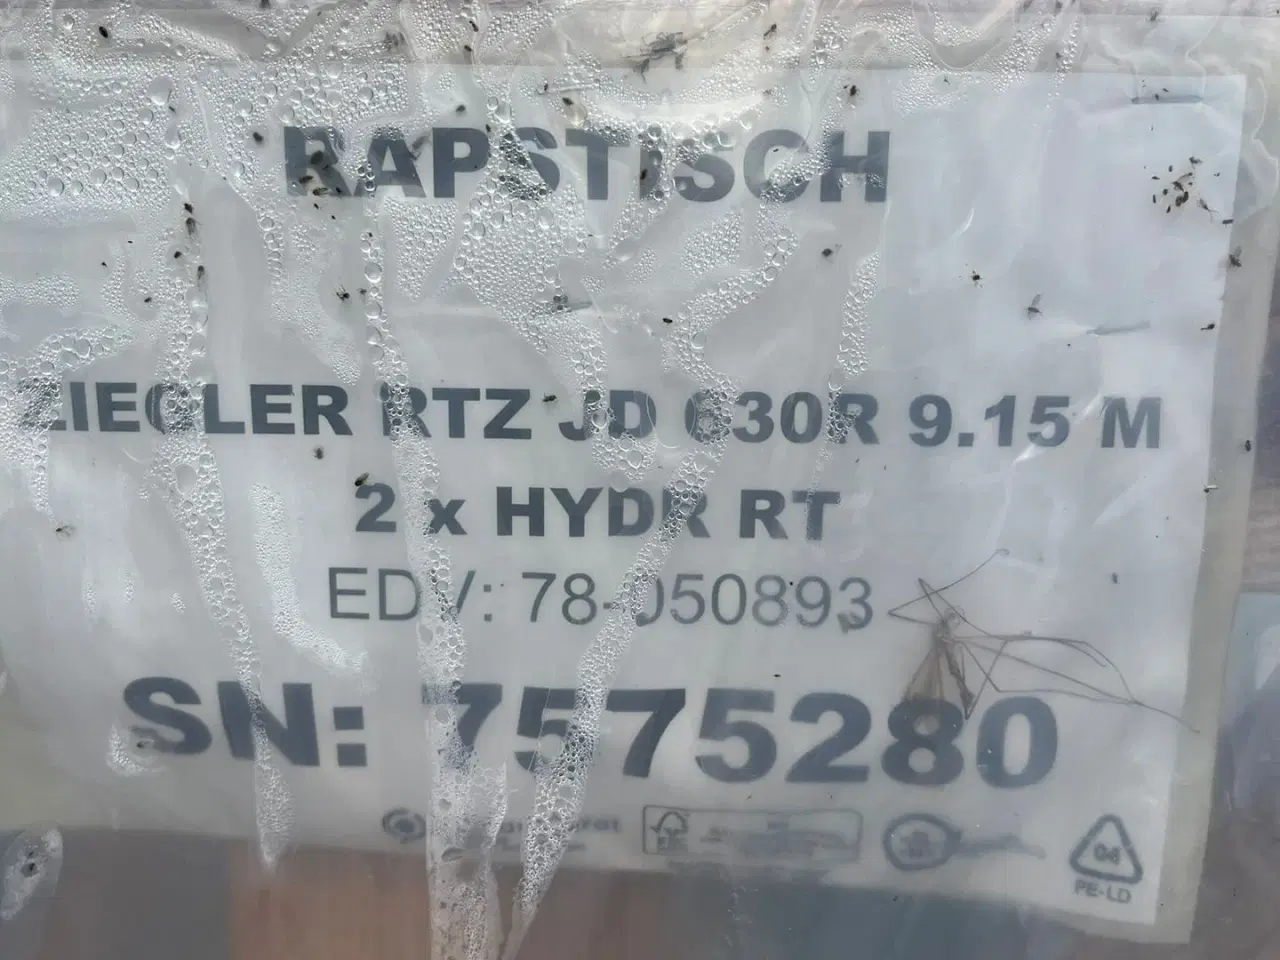 RAPSTISCH
ZIEGLER RTZ JD 630R 9.15 M
2 x HYDR RT
EDV: 78-050893
SN: 7575280
04
PE-LD